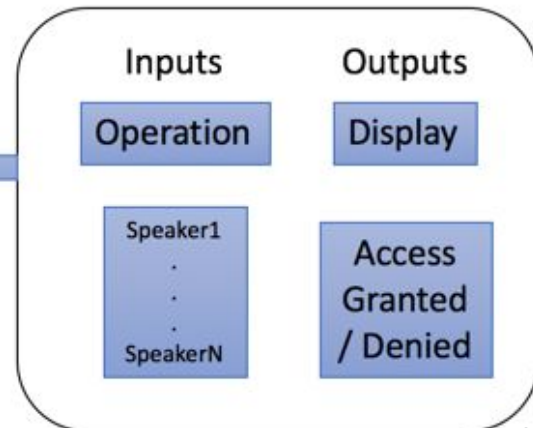 Inputs
Outputs
Operation
Display
Speaker1
.
.
.
SpeakerN
Access
Granted
/ Denied